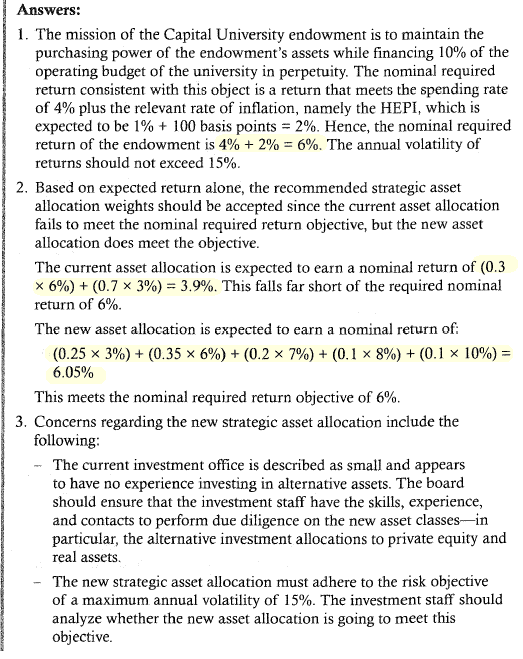 Answers:
1. The mission of the Capital University endowment is to maintain the
purchasing power of the endowment's assets while financing 10% of the
operating budget of the university in perpetuity. The nominal required
return consistent with this object is a return that meets the spending rate
of 4% plus the relevant rate of inflation, namely the HEPI, which is
expected to be 1% + 100 basis points = 2%. Hence, the nominal required
return of the endowment is 4% + 2% = 6%. The annual volatility of
returns should not exceed 15%.
2. Based on expected return alone, the recommended strategic asset
allocation weights should be accepted since the current asset allocation
fails to meet the nominal required return objective, but the new asset
allocation does meet the objective.
The current asset allocation is expected to earn a nominal return of (0.3
× 6%) + (0.7 × 3%) = 3.9%. This falls far short of the required nominal
return of 6%.
The new asset allocation is expected to earn a nominal return of:
(0.25 × 3%) + (0.35 × 6%) + (0.2 × 7%) + (0.1 × 8%) + (0.1 × 10%) =
6.05%
This meets the nominal required return objective of 6%.
3. Concerns regarding the new strategic asset allocation include the
following:
– The current investment office is described as small and appears
to have no experience investing in alternative assets. The board
should ensure that the investment staff have the skills, experience,
and contacts to perform due diligence on the new asset classes—in
particular, the alternative investment allocations to private equity and
real assets.
– The new strategic asset allocation must adhere to the risk objective
of a maximum annual volatility of 15%. The investment staff should
analyze whether the new asset allocation is going to meet this
objective.